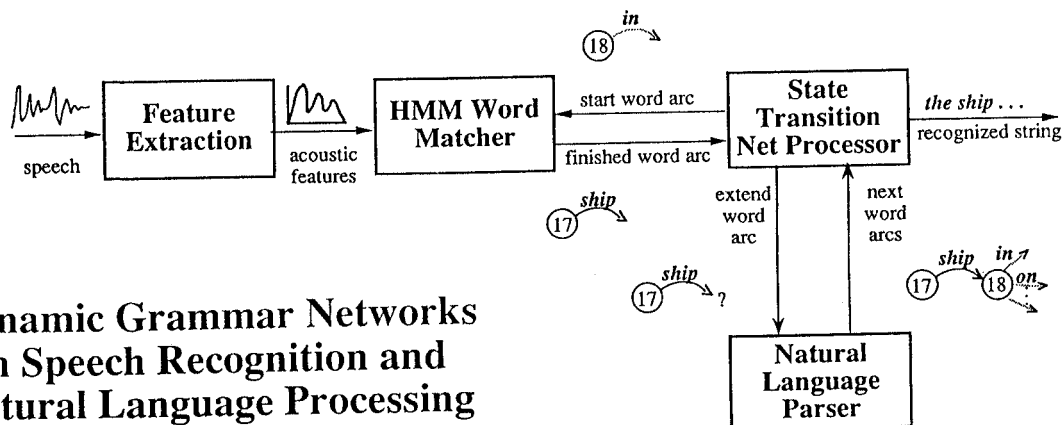 in
18
Feature
Extraction
HMM Word
Matcher
State
Transition
Net Processor
start word arc
finished word arc
the ship . . .
recognized string
speech
acoustic
features
ship
17
extend
word
arc
next
word
arcs
ship
17
?
ship
in
on
17
18
namic Grammar Networks
n Speech Recognition and
tural Language Processing
Natural
Language
Parser